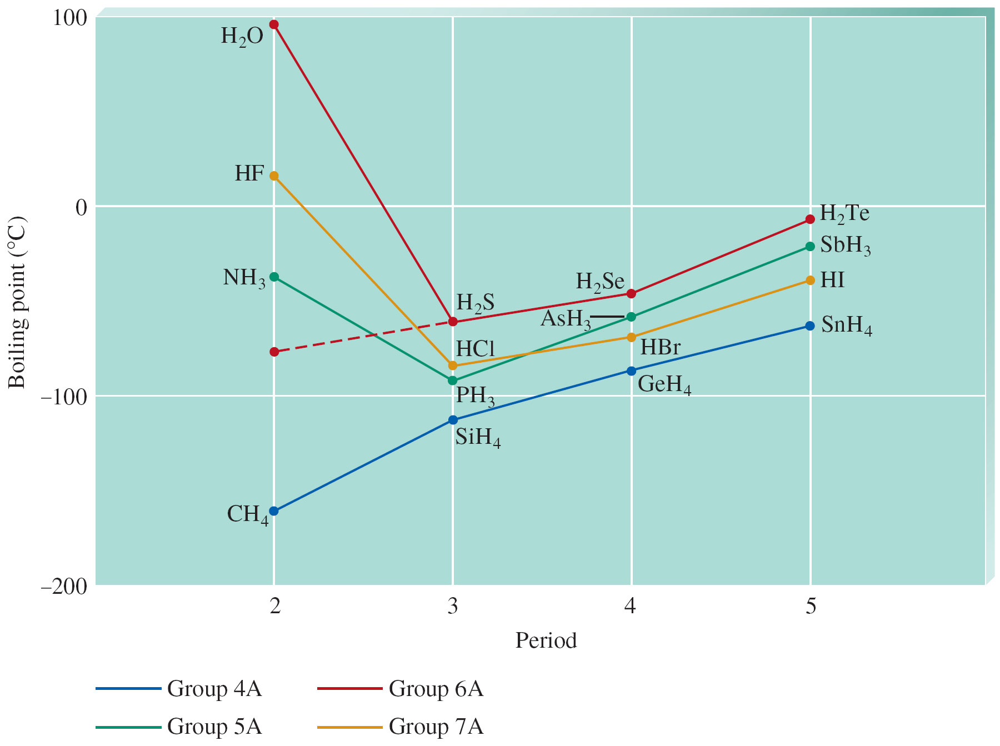 100
H₂O
HF
0
H₂Te
SbH₃
NH₃
H₂Se
HI
H₂S
AsH₃
SnH₄
HCl
HBr
GeH₄
–100
PH₃
SiH₄
CH₄
–200
Boiling point (°C)
2 3 4 5
Period
Group 4A Group 6A
Group 5A Group 7A